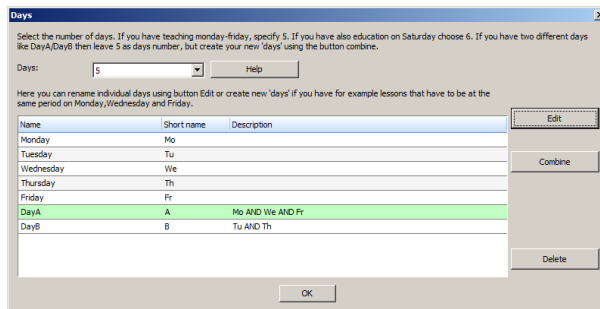 Days
Select the number of days. If you have teaching monday-friday, specify 5. If you have also education on Saturday choose 6. If you have two different days
like DayA/DayB then leave 5 as days number, but create your new 'days' using the button combine.
Days: 5 Help
Here you can rename individual days using button Edit or create new 'days' if you have for example lessons that have to be at the
same period on Monday,Wednesday and Friday.
Edit
Name Short name Description
Monday Mo
Tuesday Tu
Wednesday We
Combine
Thursday Th
Friday Fr
DayA A Mo AND We AND Fr
DayB B Tu AND Th
Delete
OK